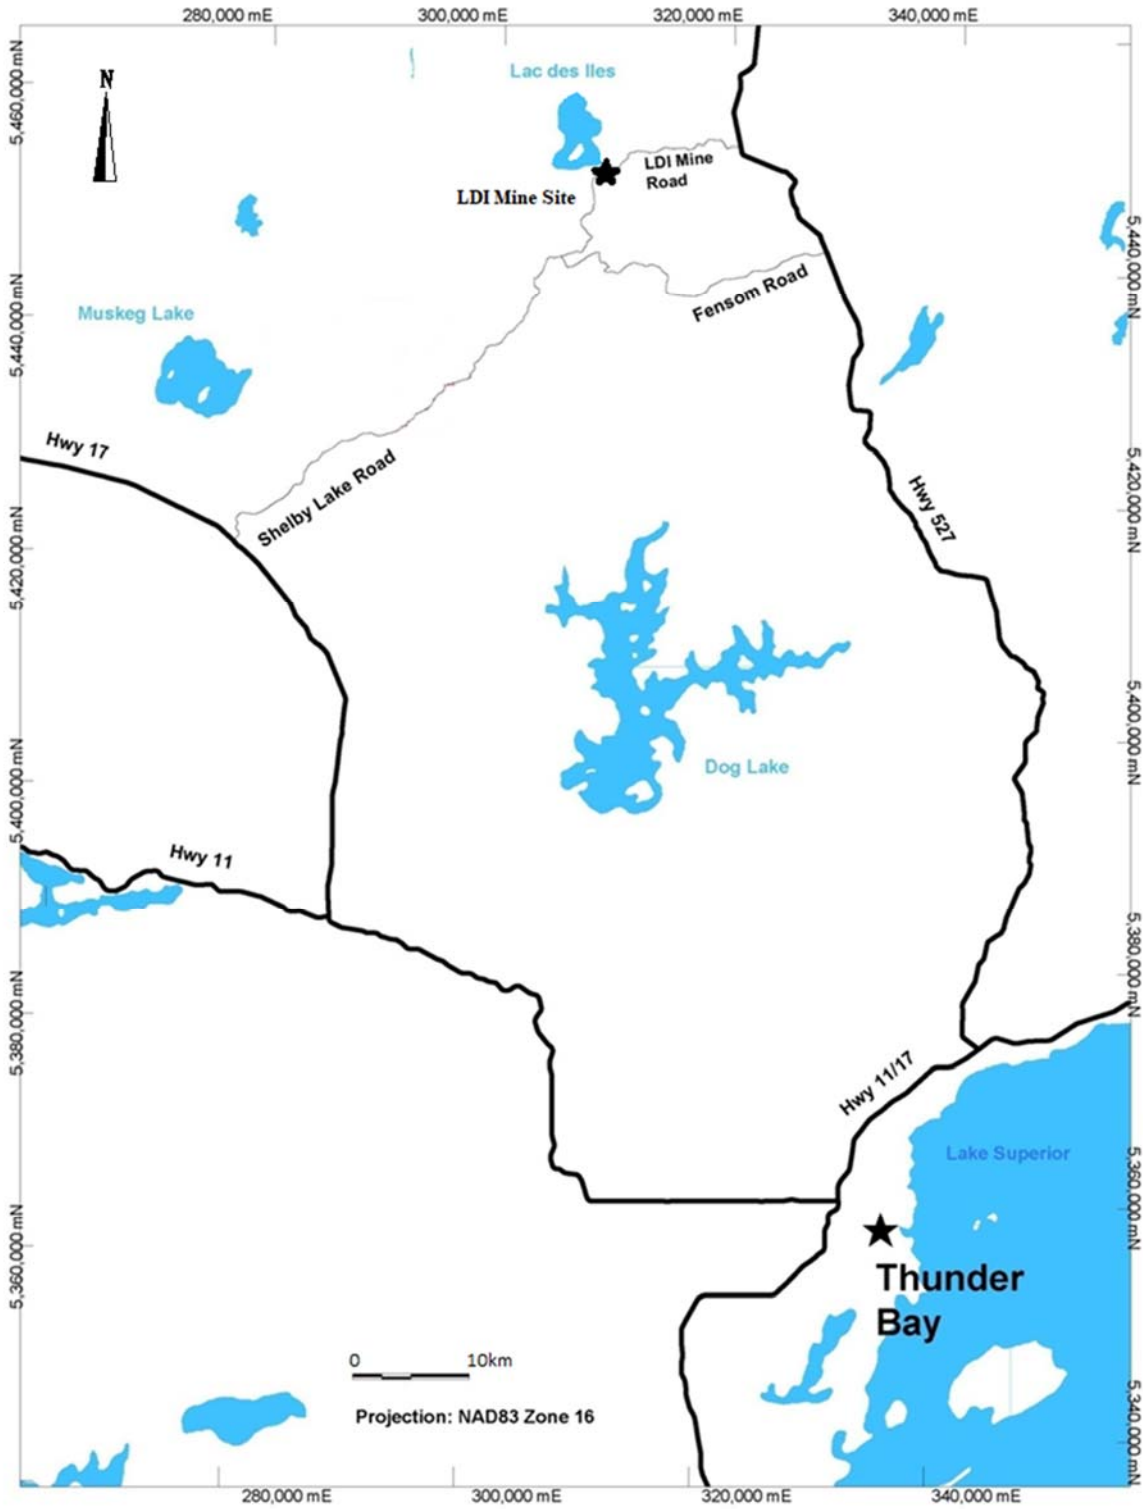 280,000 mE
300,000 mE
320,000 mE
340,000 mE
5,460,000 mN
N
Lac des Iles
LDI Mine
Road
LDI Mine Site
5,440,000 mN
5,440,000 mN
Fensom Road
Muskeg Lake
Hwy 17
Shelby Lake Road
5,420,000 mN
Hwy 527
5,420,000 mN
5,400,000 mN
Dog Lake
5,400,000 mN
Hwy 11
5,380,000 mN
5,380,000 mN
Hwy 11/17
Lake Superior
5,360,000 mN
5,360,000 mN
Thunder
Bay
0 10km
Projection: NAD83 Zone 16
5,340,000 mN
280,000 mE
300,000 mE
320,000 mE
340,000 mE